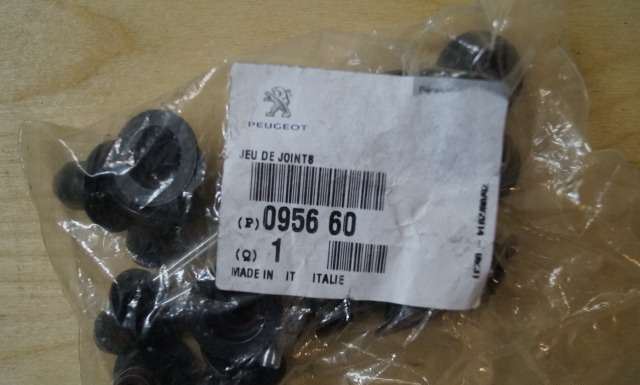 PEUGEOT
JEU DE JOINTS
(P) 0956 60
(Q) 1
MADE IN IT ITALIE